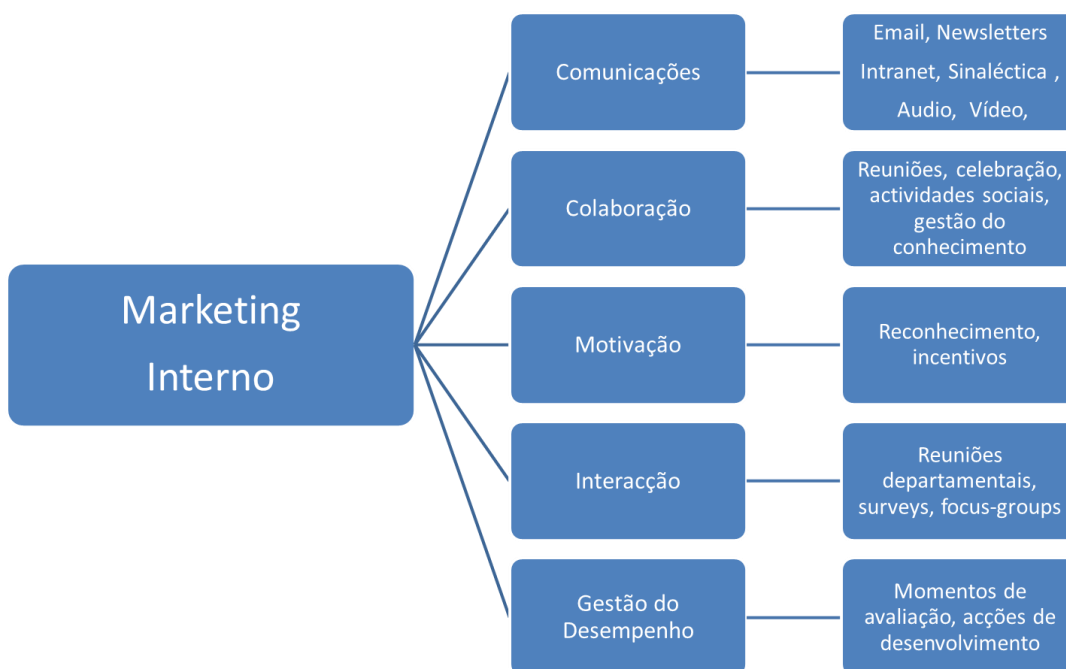 Marketing
Interno
Comunicações
Email, Newsletters
Intranet, Sinaléctica ,
Audio, Vídeo,
Colaboração
Reuniões, celebração,
actividades sociais,
gestão do
conhecimento
Motivação
Reconhecimento,
incentivos
Interacção
Reuniões
departamentais,
surveys, focus-groups
Gestão do
Desempenho
Momentos de
avaliação, acções de
desenvolvimento